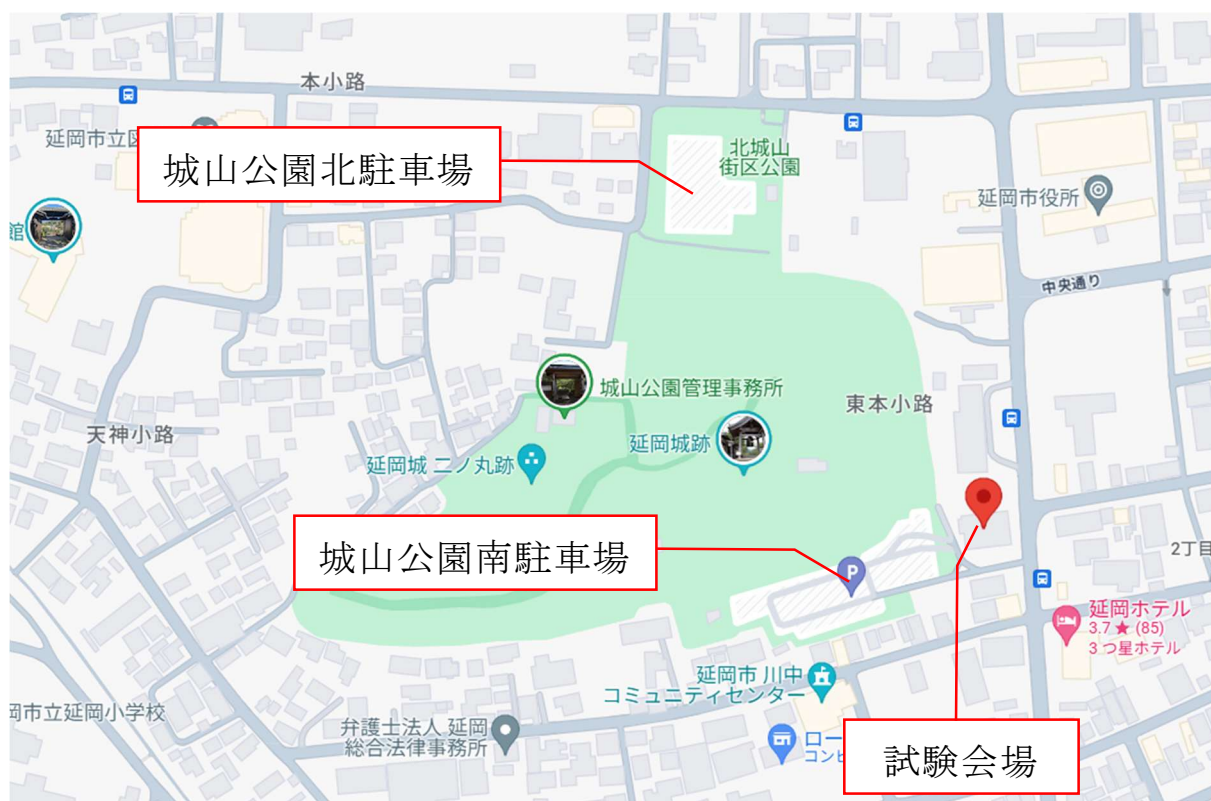 本小路
延岡市立図
城山公園北駐車場
北城山
街区公園
延岡市役所
館
中央通り
城山公園管理事務所
東本小路
天神小路
延岡城跡
延岡城 二ノ丸跡
城山公園南駐車場
P
2丁目
延岡ホテル
3.7 ★ (85)
3 つ星ホテル
延岡市 川中
コミュニティセンター
岡市立延岡小学校
弁護士法人 延岡
総合法律事務所
ロー
コンビ
試験会場